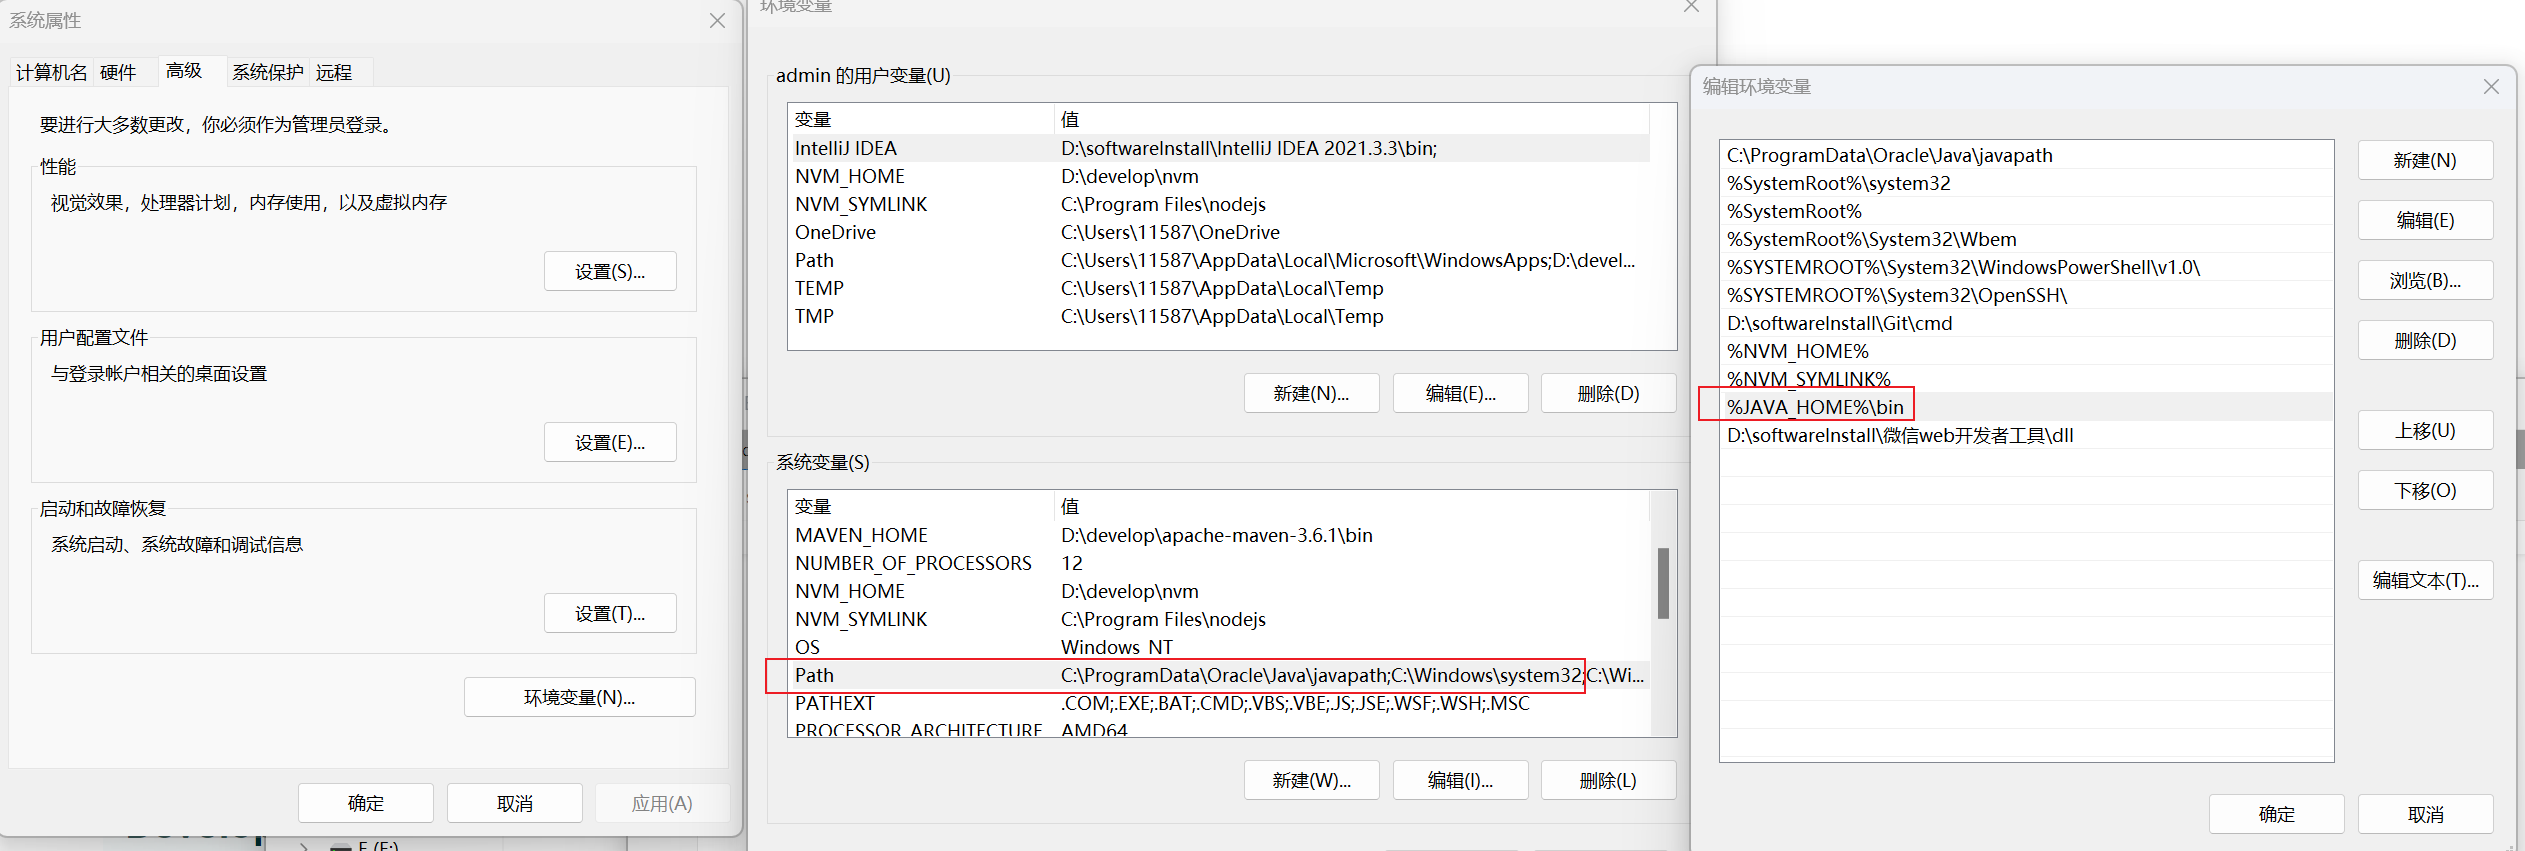 系统属性
计算机名 硬件 高级 系统保护 远程
要进行大多数更改，你必须作为管理员登录。
性能
视觉效果，处理器计划，内存使用，以及虚拟内存
设置(S)...
用户配置文件
与登录帐户相关的桌面设置
设置(E)...
启动和故障恢复
系统启动、系统故障和调试信息
设置(T)...
环境变量(N)...
确定 取消 应用(A)
E (E:)
环境变量
admin 的用户变量(U)
变量 值
IntelliJ IDEA D:\softwareInstall\IntelliJ IDEA 2021.3.3\bin;
NVM_HOME D:\develop\nvm
NVM_SYMLINK C:\Program Files\nodejs
OneDrive C:\Users\11587\OneDrive
Path C:\Users\11587\AppData\Local\Microsoft\WindowsApps;D:\devel...
TEMP C:\Users\11587\AppData\Local\Temp
TMP C:\Users\11587\AppData\Local\Temp
新建(N)... 编辑(E)... 删除(D)
系统变量(S)
变量 值
MAVEN_HOME D:\develop\apache-maven-3.6.1\bin
NUMBER_OF_PROCESSORS 12
NVM_HOME D:\develop\nvm
NVM_SYMLINK C:\Program Files\nodejs
OS Windows_NT
Path C:\ProgramData\Oracle\Java\javapath;C:\Windows\system32;C:\Wi...
PATHEXT .COM;.EXE;.BAT;.CMD;.VBS;.VBE;.JS;.JSE;.WSF;.WSH;.MSC
PROCESSOR_ARCHITECTURE AMD64
新建(W)... 编辑(I)... 删除(L)
编辑环境变量
C:\ProgramData\Oracle\Java\javapath
%SystemRoot%\system32
%SystemRoot%
%SystemRoot%\System32\Wbem
%SYSTEMROOT%\System32\WindowsPowerShell\v1.0\
%SYSTEMROOT%\System32\OpenSSH\
D:\softwareInstall\Git\cmd
%NVM_HOME%
%NVM_SYMLINK%
%JAVA_HOME%\bin
D:\softwareInstall\微信web开发者工具\dll
新建(N)
编辑(E)
浏览(B)...
删除(D)
上移(U)
下移(O)
编辑文本(T)...
确定 取消